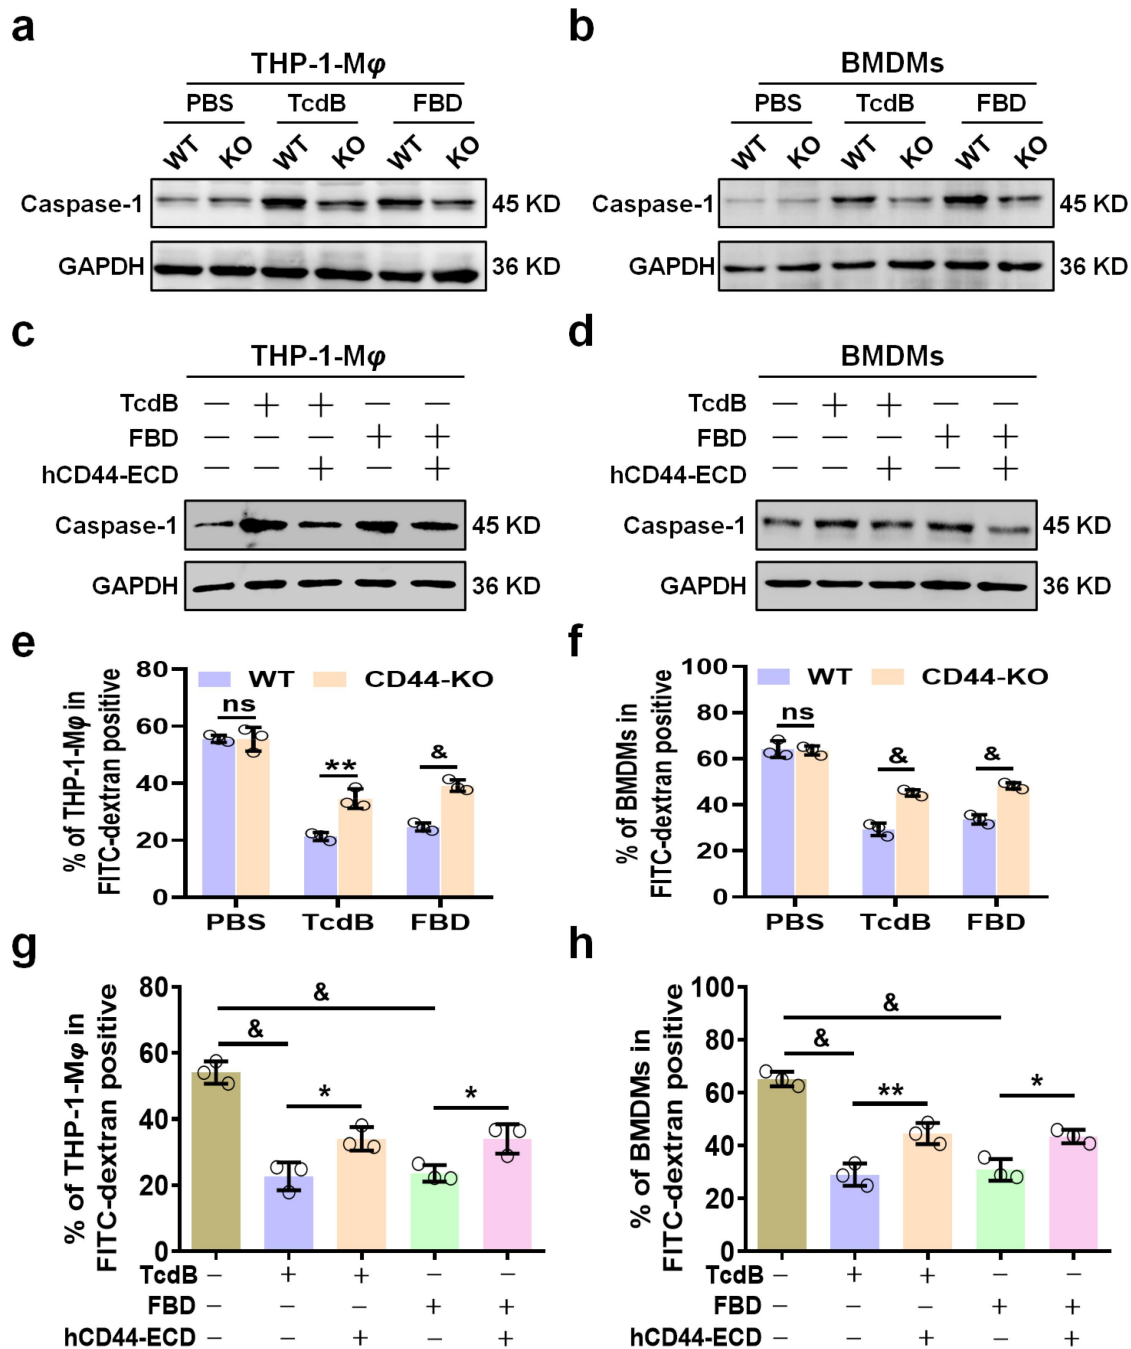 a
THP-1-Mφ
PBS TcdB FBD
WT KO WT KO WT KO
Caspase-1 45 KD
GAPDH 36 KD
b
BMDMs
PBS TcdB FBD
WT KO WT KO WT KO
Caspase-1 45 KD
GAPDH 36 KD
c
THP-1-Mφ
TcdB — + + — —
FBD — — — + +
hCD44-ECD — — + — +
Caspase-1 45 KD
GAPDH 36 KD
d
BMDMs
TcdB — + + — —
FBD — — — + +
hCD44-ECD — — + — +
Caspase-1 45 KD
GAPDH 36 KD
e
% of THP-1-Mφ in
FITC-dextran positive
80
60
40
20
0
WT CD44-KO
ns
**
&
PBS TcdB FBD
f
% of BMDMs in
FITC-dextran positive
100
80
60
40
20
0
WT CD44-KO
ns
&
&
PBS TcdB FBD
g
% of THP-1-Mφ in
FITC-dextran positive
80
60
40
20
0
&
&
*
*
TcdB – + + – –
FBD – – – + +
hCD44-ECD – – + – +
h
% of BMDMs in
FITC-dextran positive
100
80
60
40
20
0
&
&
**
*
TcdB – + + – –
FBD – – – + +
hCD44-ECD – – + – +